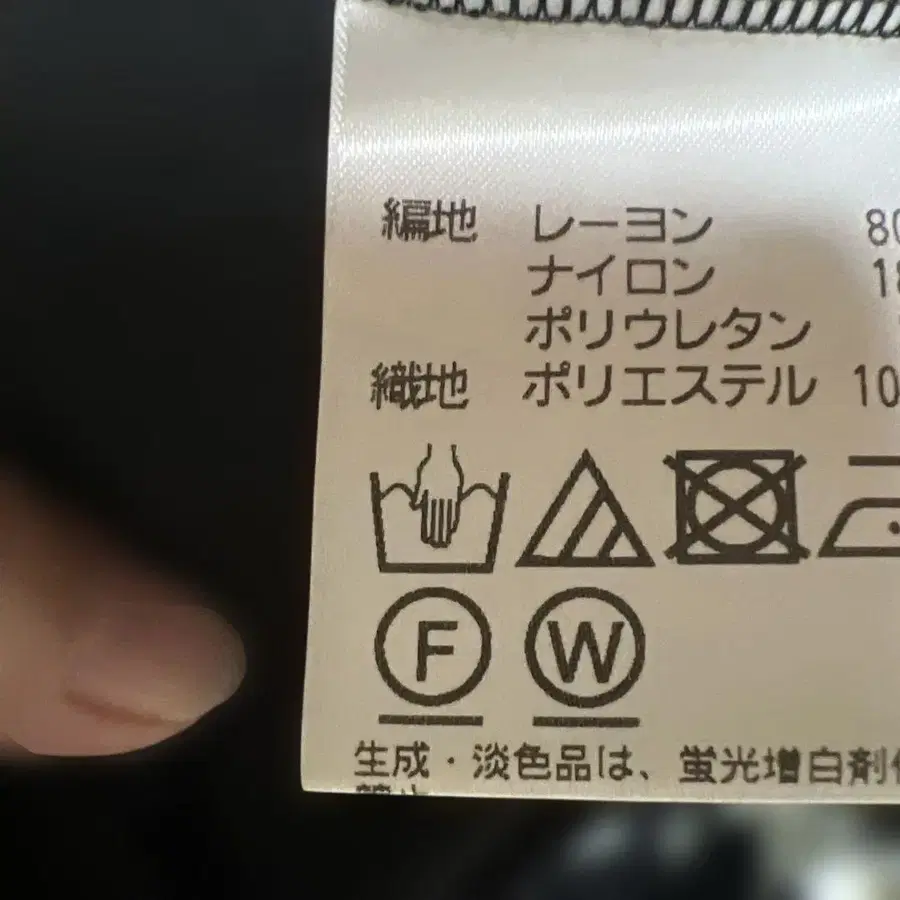 編地 レーヨン 80
ナイロン 18
ポリウレタン
織地 ポリエステル 10
F W
生成・淡色品は、蛍光増白剤